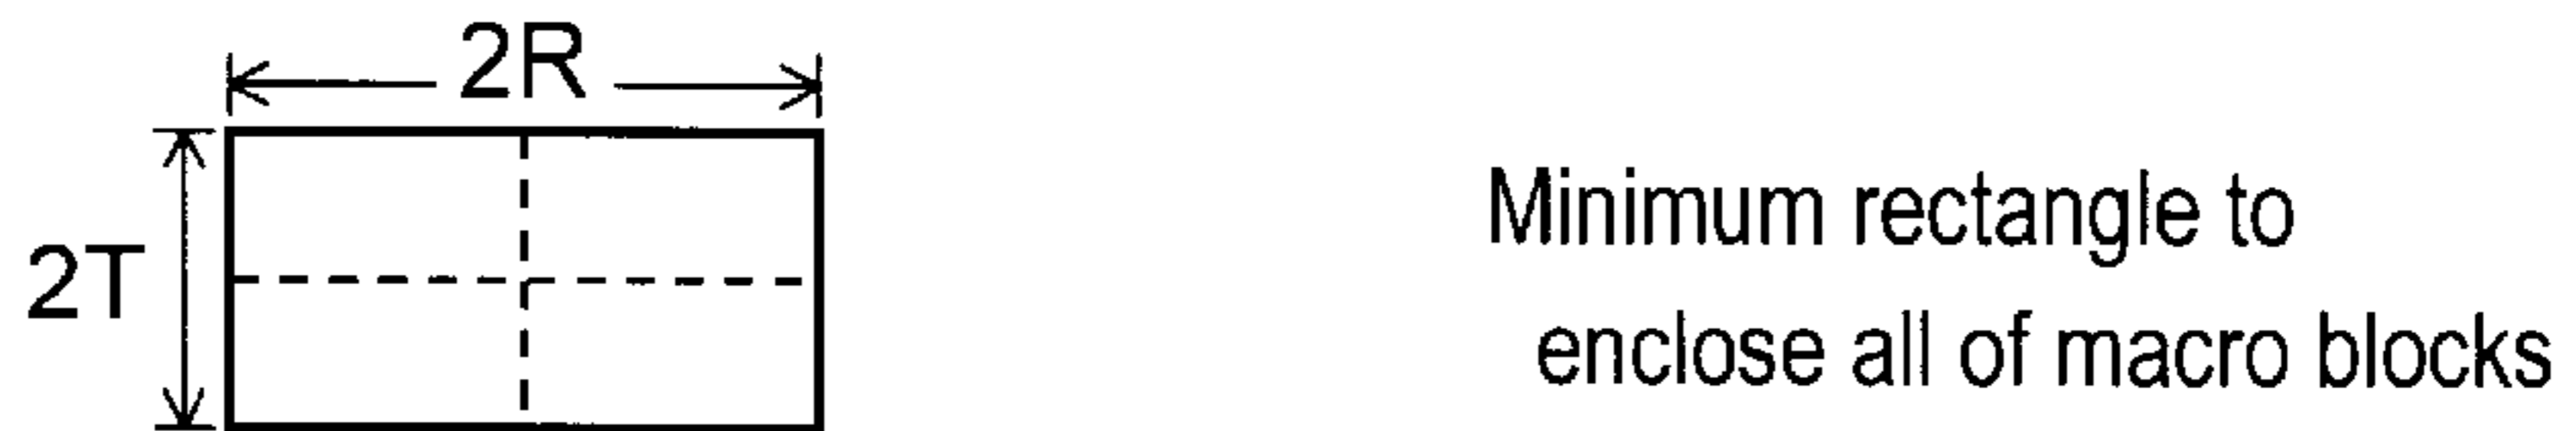 2R
2T
Minimum rectangle to
enclose all of macro blocks